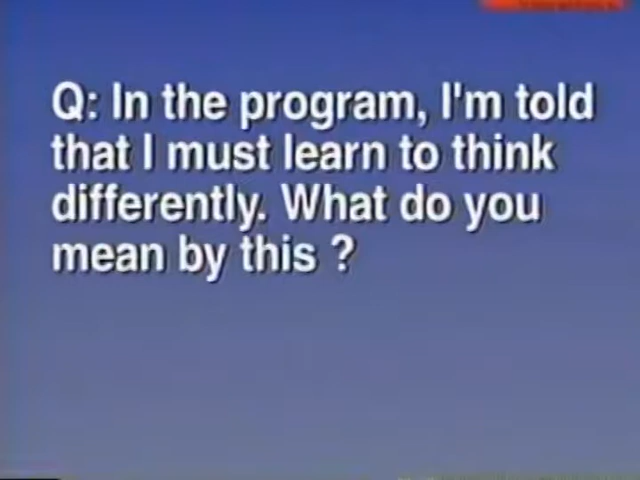 Q: In the program, I'm told
that I must learn to think
differently. What do you
mean by this ?